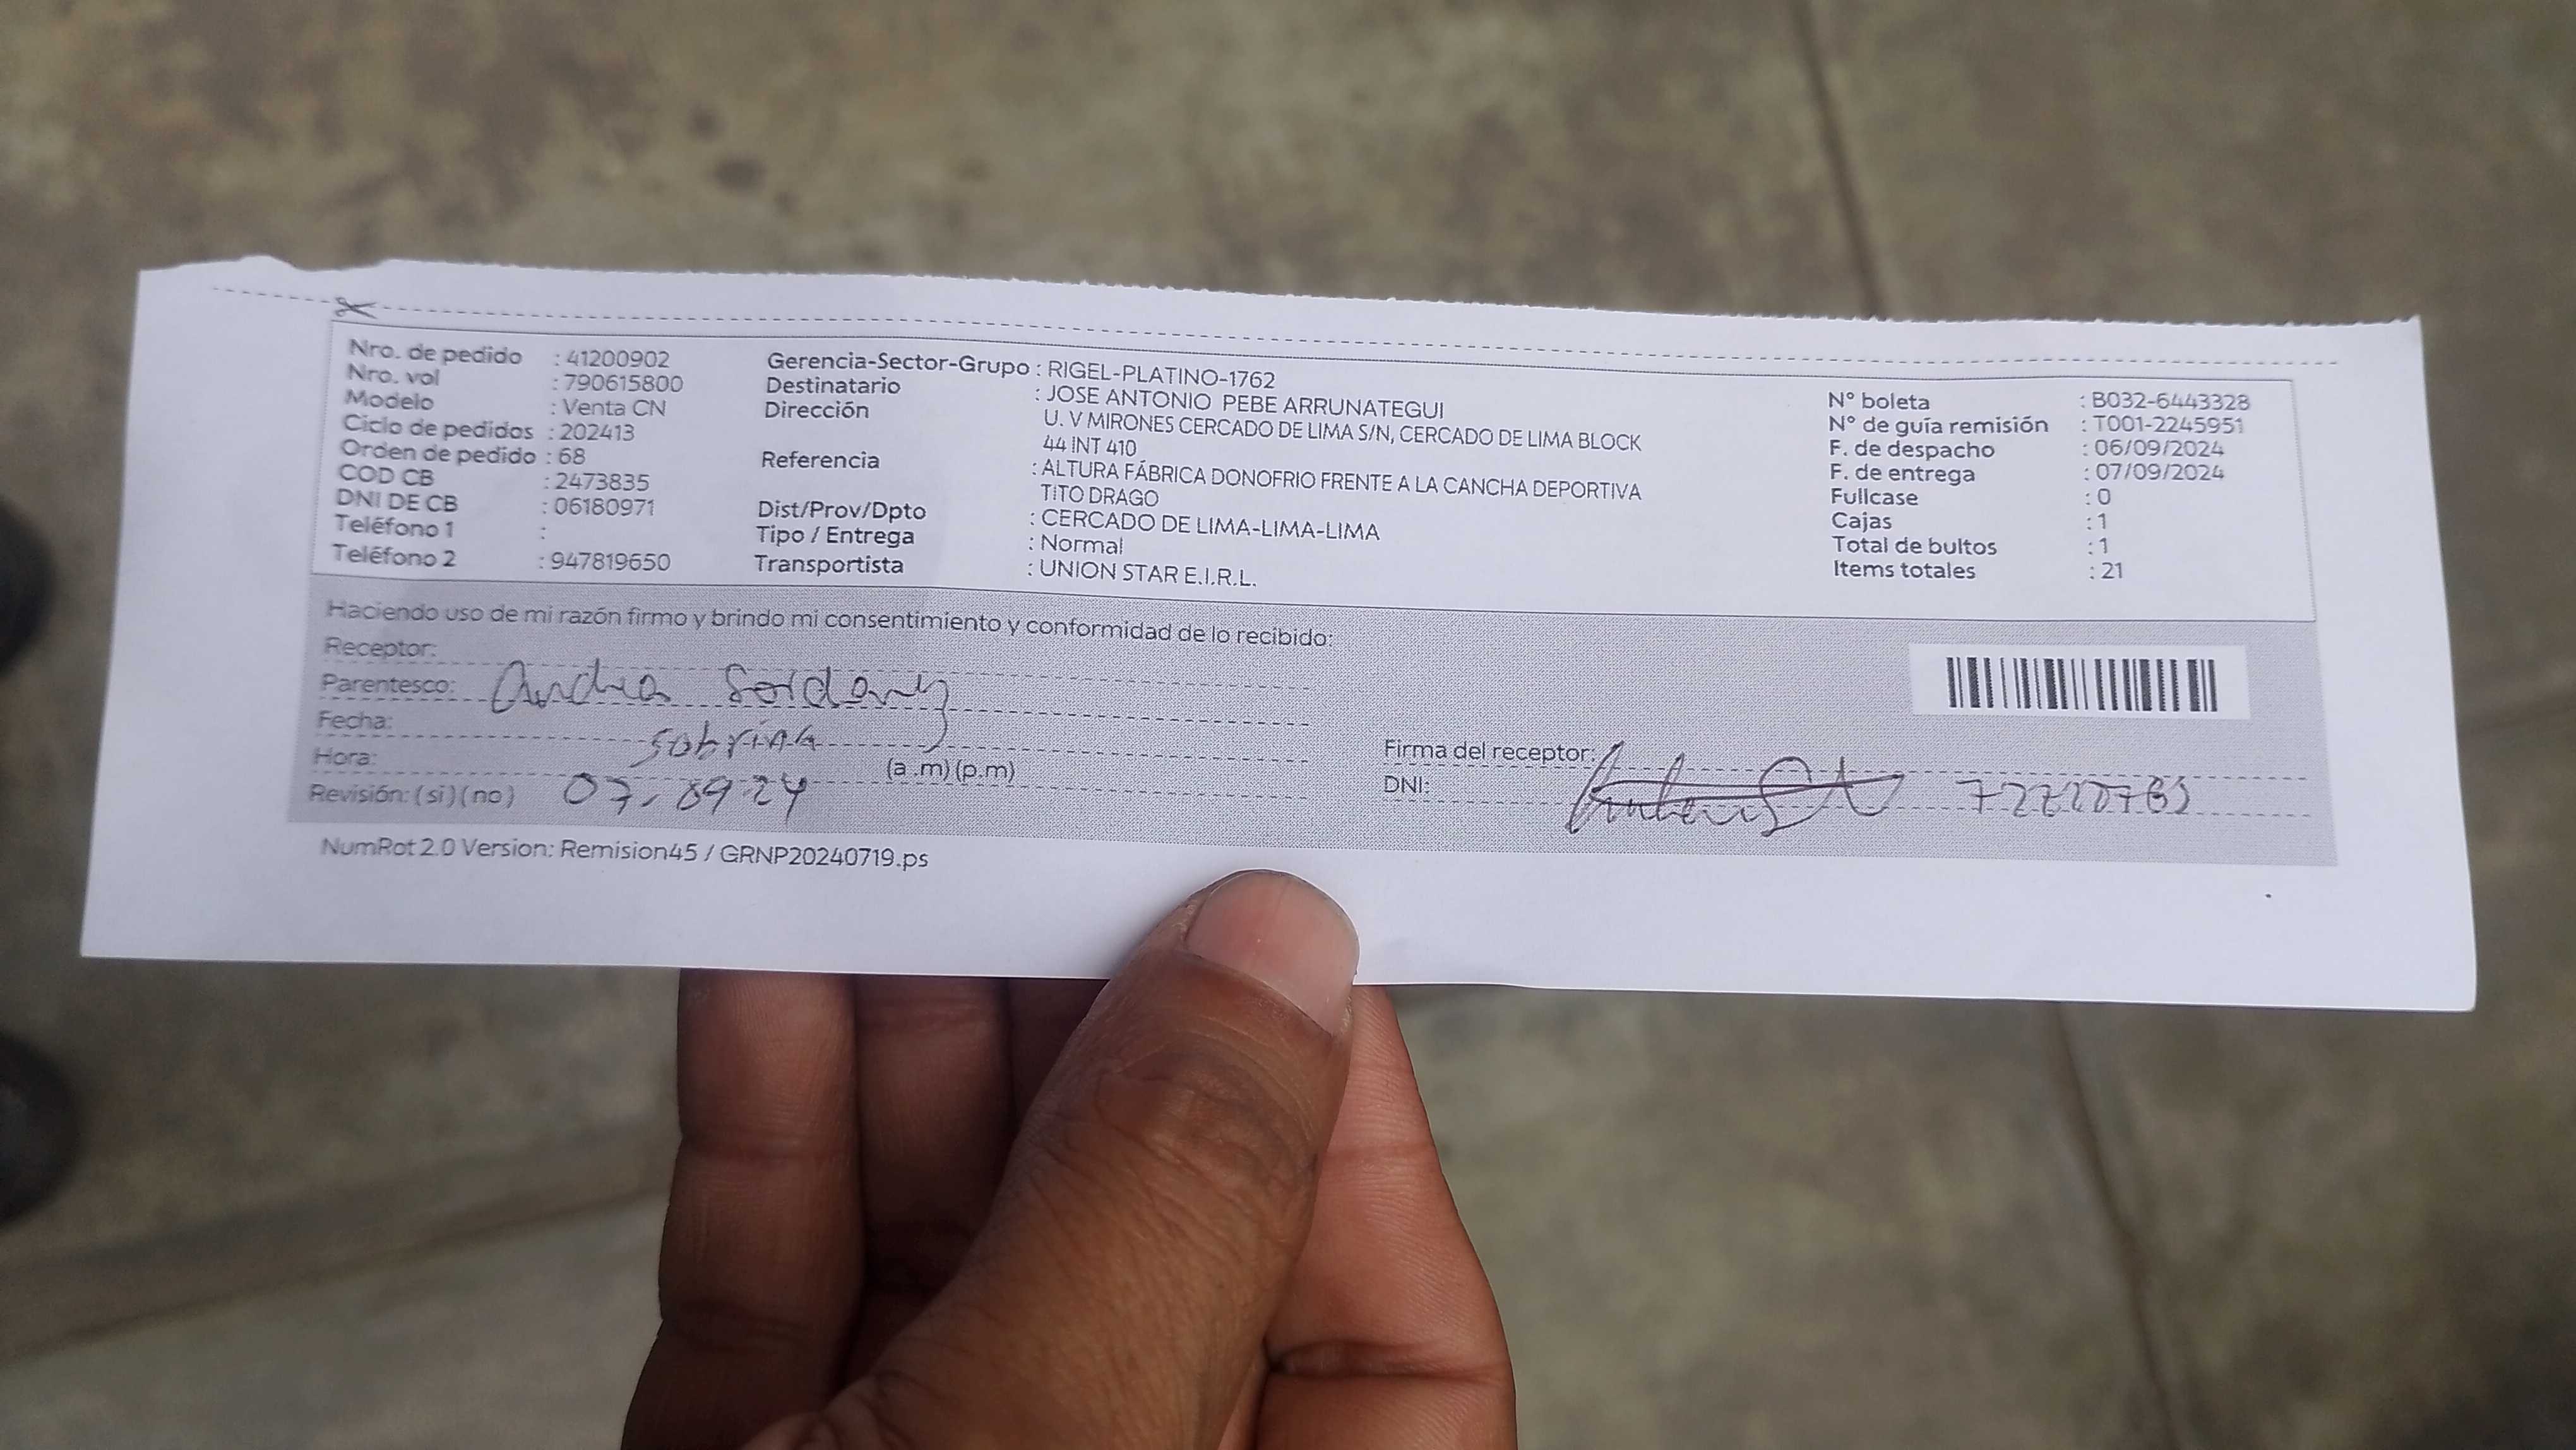 Nro. de pedido : 41200902
Nro. vol : 790615800
Modelo : Venta CN
Ciclo de pedidos : 202413
Orden de pedido : 68
COD CB : 2473835
DNI DE CB : 06180971
Teléfono 1 :
Teléfono 2 : 947819650
Gerencia-Sector-Grupo : RIGEL-PLATINO-1762
Destinatario : JOSE ANTONIO PEBE ARRUNATEGUI
Dirección U. V MIRONES CERCADO DE LIMA S/N, CERCADO DE LIMA BLOCK
44 INT 410
Referencia : ALTURA FÁBRICA DONOFRIO FRENTE A LA CANCHA DEPORTIVA
TITO DRAGO
Dist/Prov/Dpto : CERCADO DE LIMA-LIMA-LIMA
Tipo / Entrega : Normal
Transportista : UNION STAR E.I.R.L.
N° boleta : B032-6443328
N° de guía remisión : T001-2245951
F. de despacho : 06/09/2024
F. de entrega : 07/09/2024
Fullcase : 0
Cajas : 1
Total de bultos : 1
Items totales : 21
Haciendo uso de mi razón firmo y brindo mi consentimiento y conformidad de lo recibido:
Receptor:
Parentesco:
Fecha: sobrina
Hora: (a .m) (p.m)
Revisión: ( si ) ( no ) 07-09-24
Firma del receptor:
DNI:
NumRot 2.0 Version: Remision45 / GRNP20240719.ps